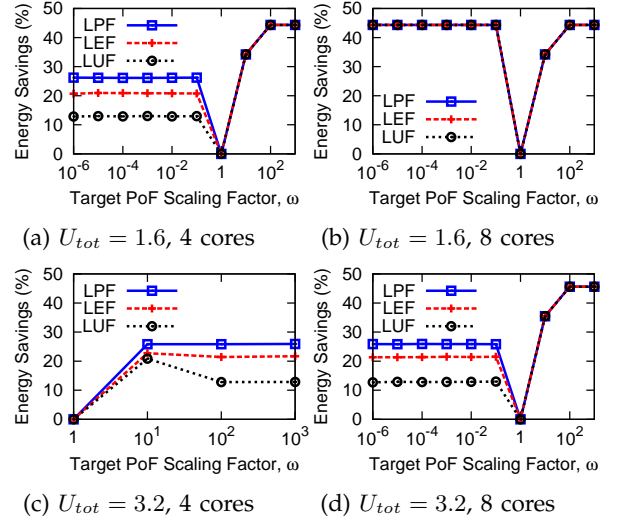 Energy Savings (%)
50
40
30
20
10
0
LPF
LEF
LUF
10^-6
10^-4
10^-2
1
10^2
Target PoF Scaling Factor, ω
(a) U_tot = 1.6, 4 cores
Energy Savings (%)
50
40
30
20
10
0
LPF
LEF
LUF
10^-6
10^-4
10^-2
1
10^2
Target PoF Scaling Factor, ω
(b) U_tot = 1.6, 8 cores
Energy Savings (%)
50
40
30
20
10
0
LPF
LEF
LUF
1
10^1
10^2
10^3
Target PoF Scaling Factor, ω
(c) U_tot = 3.2, 4 cores
Energy Savings (%)
50
40
30
20
10
0
LPF
LEF
LUF
10^-6
10^-4
10^-2
1
10^2
Target PoF Scaling Factor, ω
(d) U_tot = 3.2, 8 cores